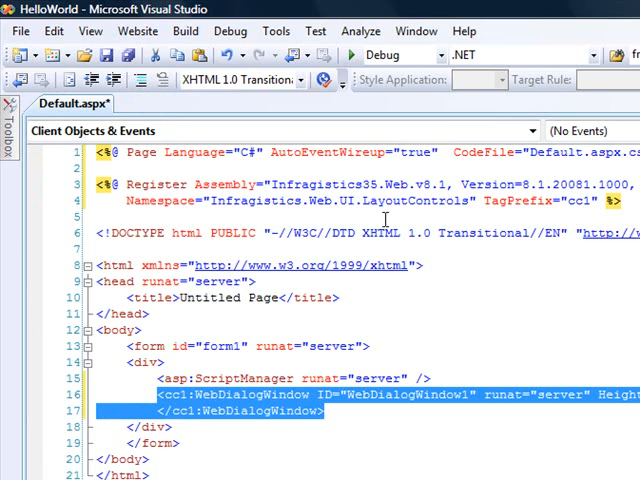 HelloWorld - Microsoft Visual Studio
File Edit View Website Build Debug Tools Test Analyze Window Help
Debug .NET fr
XHTML 1.0 Transition Style Application: Target Rule:
Toolbox
Default.aspx*
Client Objects & Events (No Events)
1 <%@ Page Language="C#" AutoEventWireup="true" CodeFile="Default.aspx.cs
2
3 <%@ Register Assembly="Infragistics35.Web.v8.1, Version=8.1.20081.1000,
4 Namespace="Infragistics.Web.UI.LayoutControls" TagPrefix="cc1" %>
5
6 <!DOCTYPE html PUBLIC "-//W3C//DTD XHTML 1.0 Transitional//EN" "http://w
7
8 <html xmlns="http://www.w3.org/1999/xhtml">
9 <head runat="server">
10 <title>Untitled Page</title>
11 </head>
12 <body>
13 <form id="form1" runat="server">
14 <div>
15 <asp:ScriptManager runat="server" />
16 <cc1:WebDialogWindow ID="WebDialogWindow1" runat="server" Height
17 </cc1:WebDialogWindow>
18 </div>
19 </form>
20 </body>
21 </html>